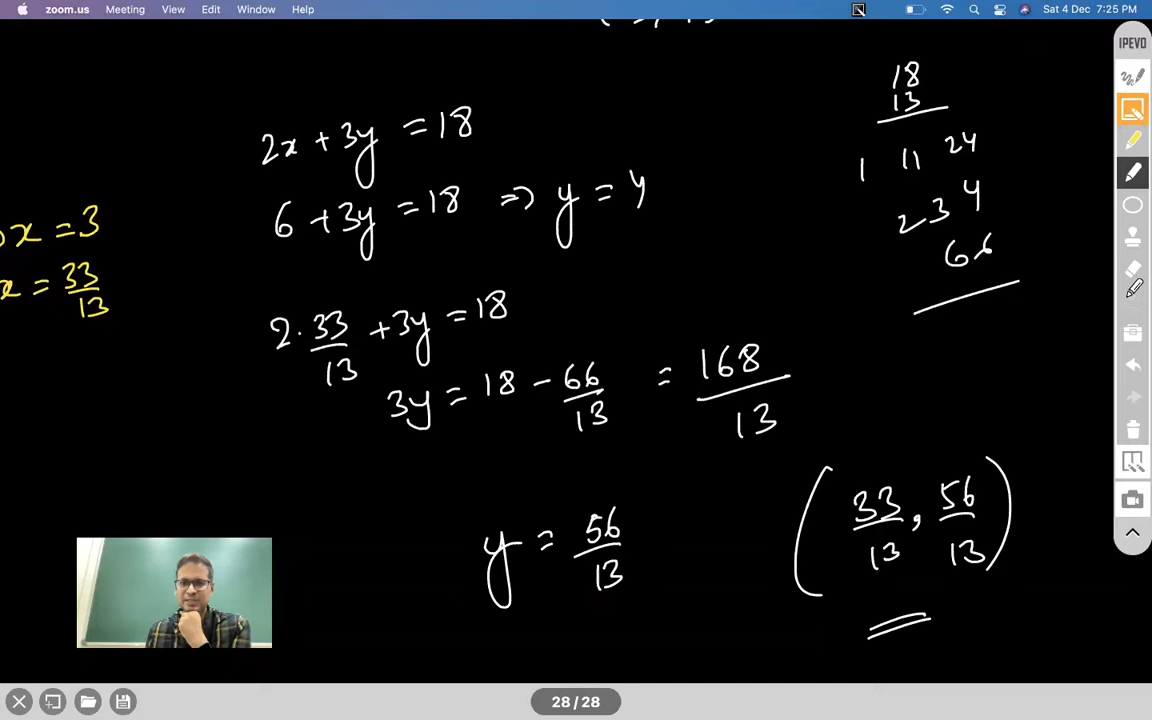 zoom.us Meeting View Edit Window Help Sat 4 Dec 7:25 PM
IPEVO
2x + 3y = 18
6 + 3y = 18 => y = 4
x = 3
x = 33/13
2 · 33/13 + 3y = 18
3y = 18 - 66/13 = 168/13
y = 56/13
(33/13, 56/13)
18
13
1 11 24
2 3 4
66
28/28